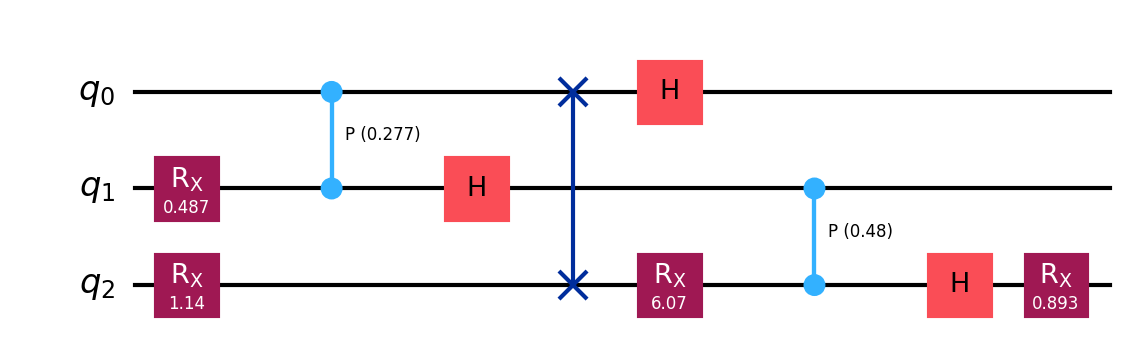 q0
H
P (0.277)
q1
RX
0.487
H
P (0.48)
q2
RX
1.14
RX
6.07
H
RX
0.893